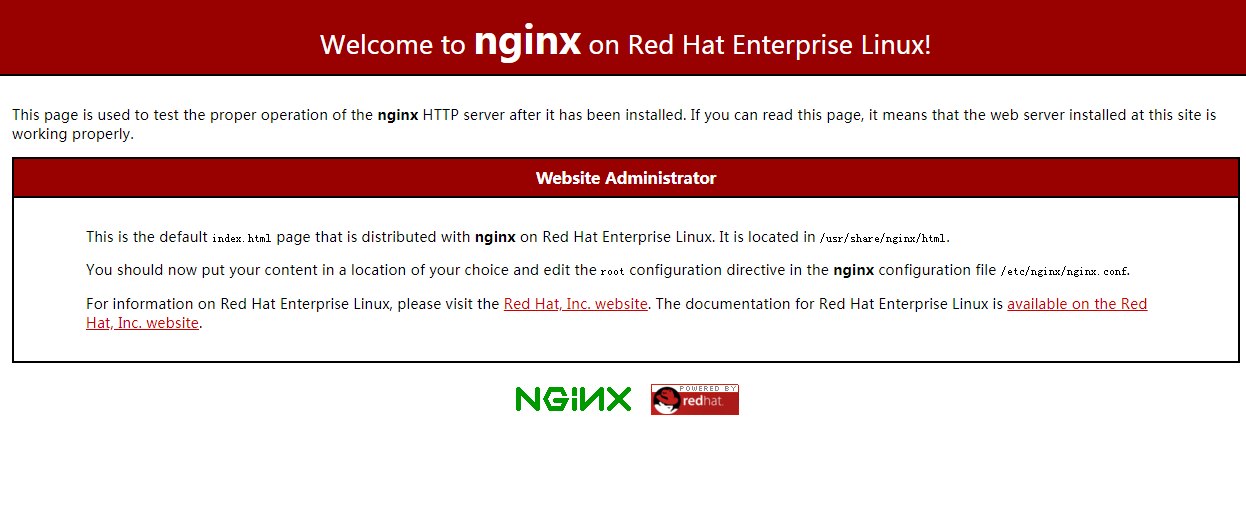 Welcome to nginx on Red Hat Enterprise Linux!
This page is used to test the proper operation of the nginx HTTP server after it has been installed. If you can read this page, it means that the web server installed at this site is
working properly.
Website Administrator
This is the default index.html page that is distributed with nginx on Red Hat Enterprise Linux. It is located in /usr/share/nginx/html.
You should now put your content in a location of your choice and edit the root configuration directive in the nginx configuration file /etc/nginx/nginx.conf.
For information on Red Hat Enterprise Linux, please visit the Red Hat, Inc. website. The documentation for Red Hat Enterprise Linux is available on the Red
Hat, Inc. website.
NGiNX
POWERED BY
redhat.